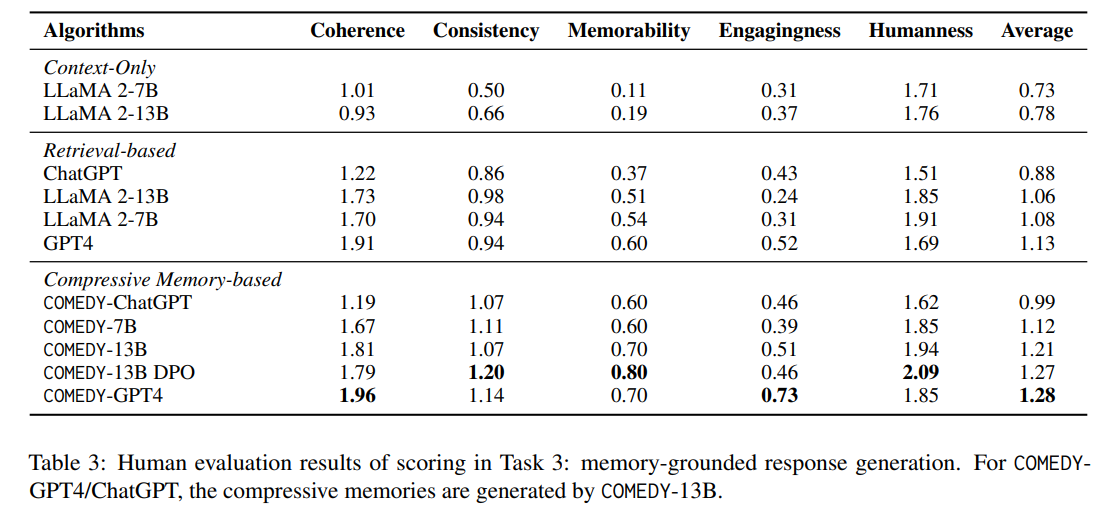 Algorithms Coherence Consistency Memorability Engagingness Humanness Average
Context-Only
LLaMA 2-7B 1.01 0.50 0.11 0.31 1.71 0.73
LLaMA 2-13B 0.93 0.66 0.19 0.37 1.76 0.78
Retrieval-based
ChatGPT 1.22 0.86 0.37 0.43 1.51 0.88
LLaMA 2-13B 1.73 0.98 0.51 0.24 1.85 1.06
LLaMA 2-7B 1.70 0.94 0.54 0.31 1.91 1.08
GPT4 1.91 0.94 0.60 0.52 1.69 1.13
Compressive Memory-based
COMEDY-ChatGPT 1.19 1.07 0.60 0.46 1.62 0.99
COMEDY-7B 1.67 1.11 0.60 0.39 1.85 1.12
COMEDY-13B 1.81 1.07 0.70 0.51 1.94 1.21
COMEDY-13B DPO 1.79 1.20 0.80 0.46 2.09 1.27
COMEDY-GPT4 1.96 1.14 0.70 0.73 1.85 1.28
Table 3: Human evaluation results of scoring in Task 3: memory-grounded response generation. For COMEDY-
GPT4/ChatGPT, the compressive memories are generated by COMEDY-13B.